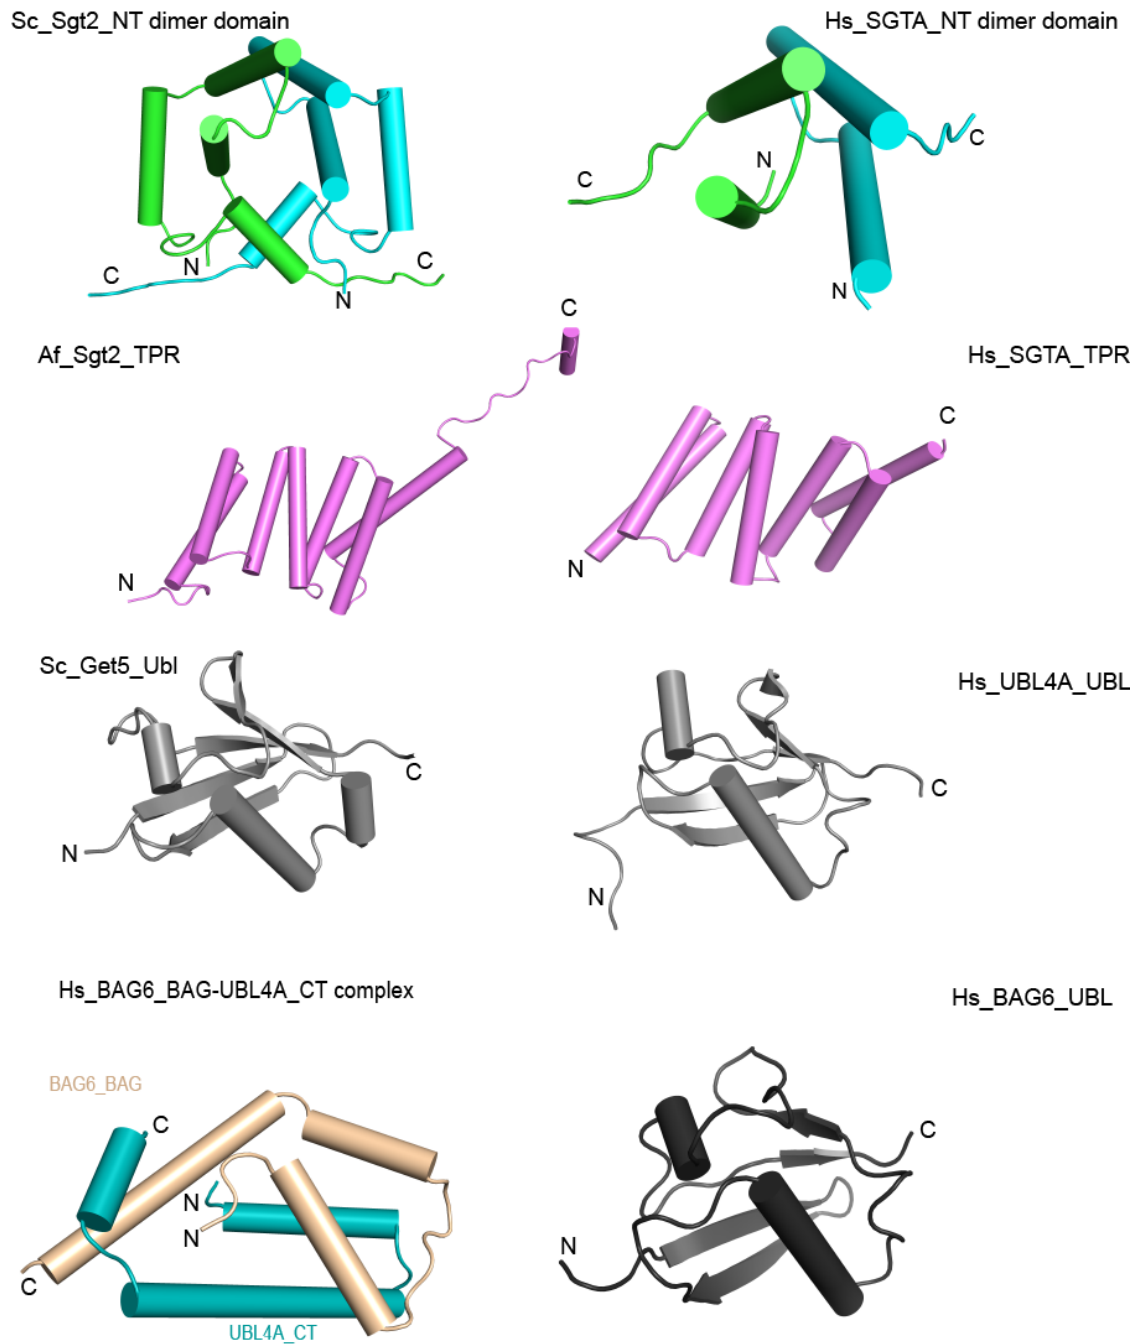 Sc_Sgt2_NT dimer domain
Hs_SGTA_NT dimer domain
C
C
N
C
N
C
N
N
Af_Sgt2_TPR
C
N
Hs_SGTA_TPR
C
N
Sc_Get5_Ubl
C
N
Hs_UBL4A_UBL
C
N
Hs_BAG6_BAG-UBL4A_CT complex
BAG6_BAG
C
N
N
C
UBL4A_CT
Hs_BAG6_UBL
C
N